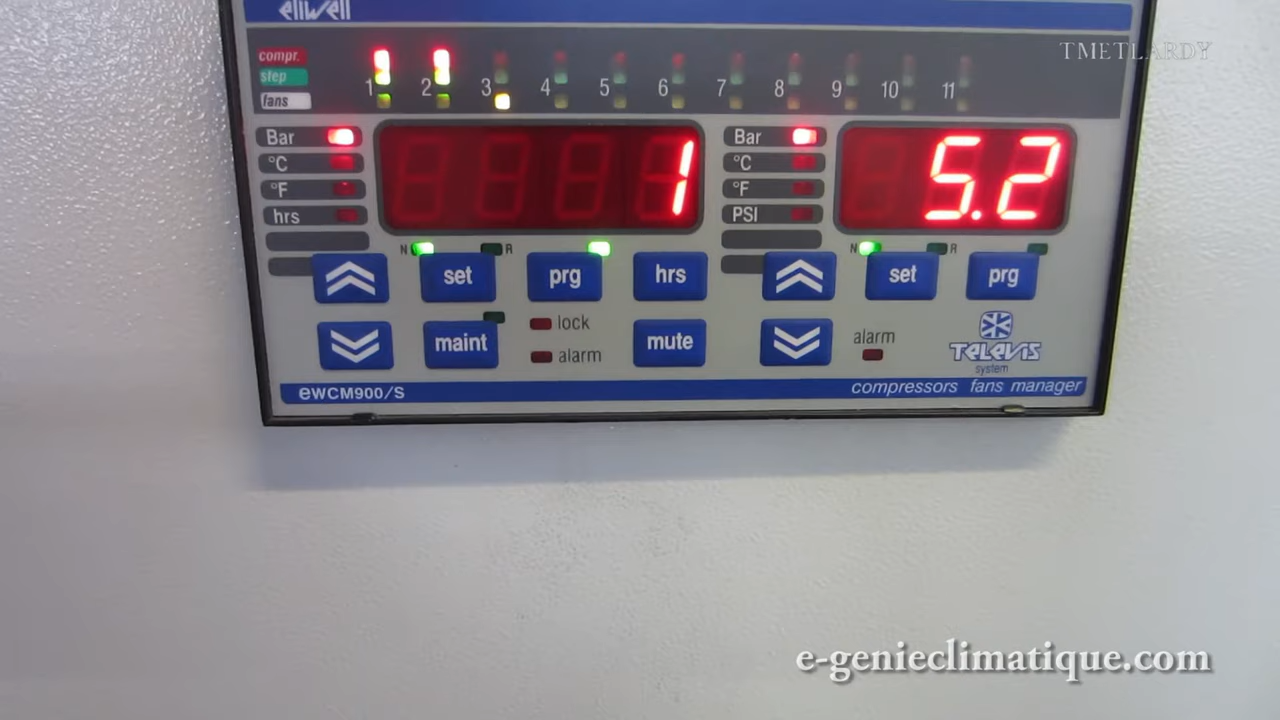 eliwell
TMETLARDY
compr.
step
fans
1 2 3 4 5 6 7 8 9 10 11
Bar
°C
°F
hrs
1
Bar
°C
°F
PSI
5.2
N R
N R
set prg hrs
set prg
maint
lock
alarm
mute
alarm
TELEVIS
system
eWCM900/S
compressors fans manager
e-genieclimatique.com